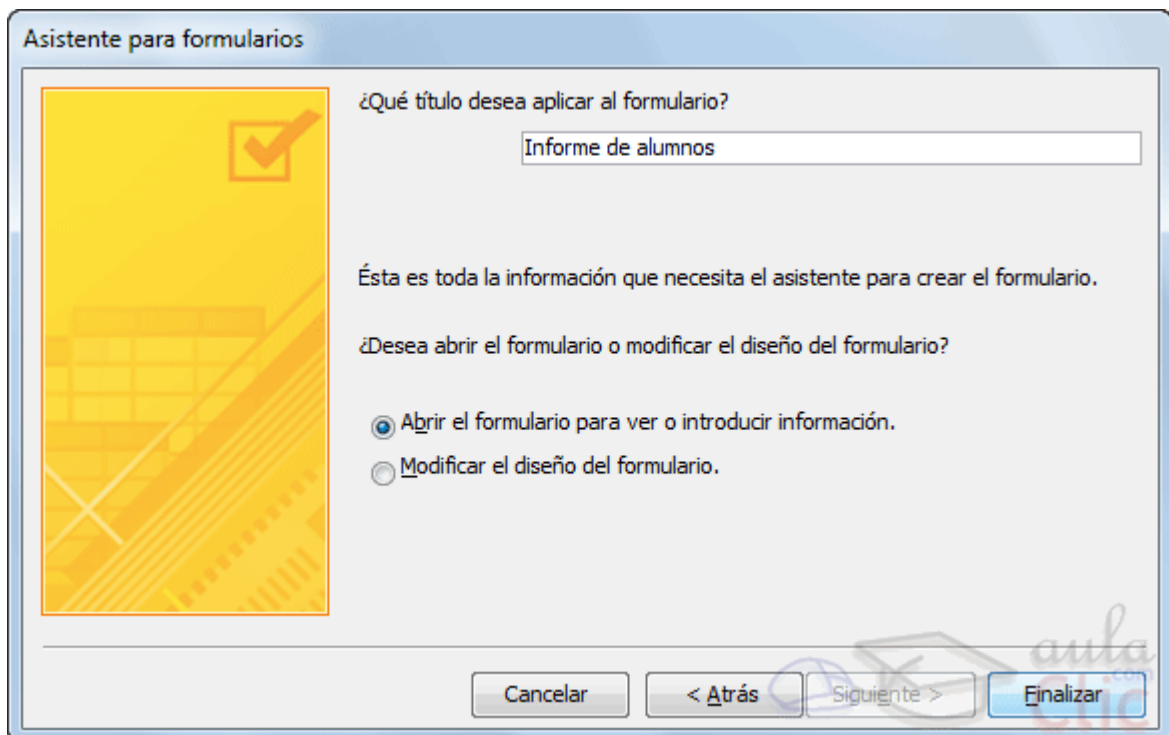 Asistente para formularios
¿Qué título desea aplicar al formulario?
Informe de alumnos
Ésta es toda la información que necesita el asistente para crear el formulario.
¿Desea abrir el formulario o modificar el diseño del formulario?
Abrir el formulario para ver o introducir información.
Modificar el diseño del formulario.
Cancelar
< Atrás
Siguiente >
Finalizar
aula
.com
Clic